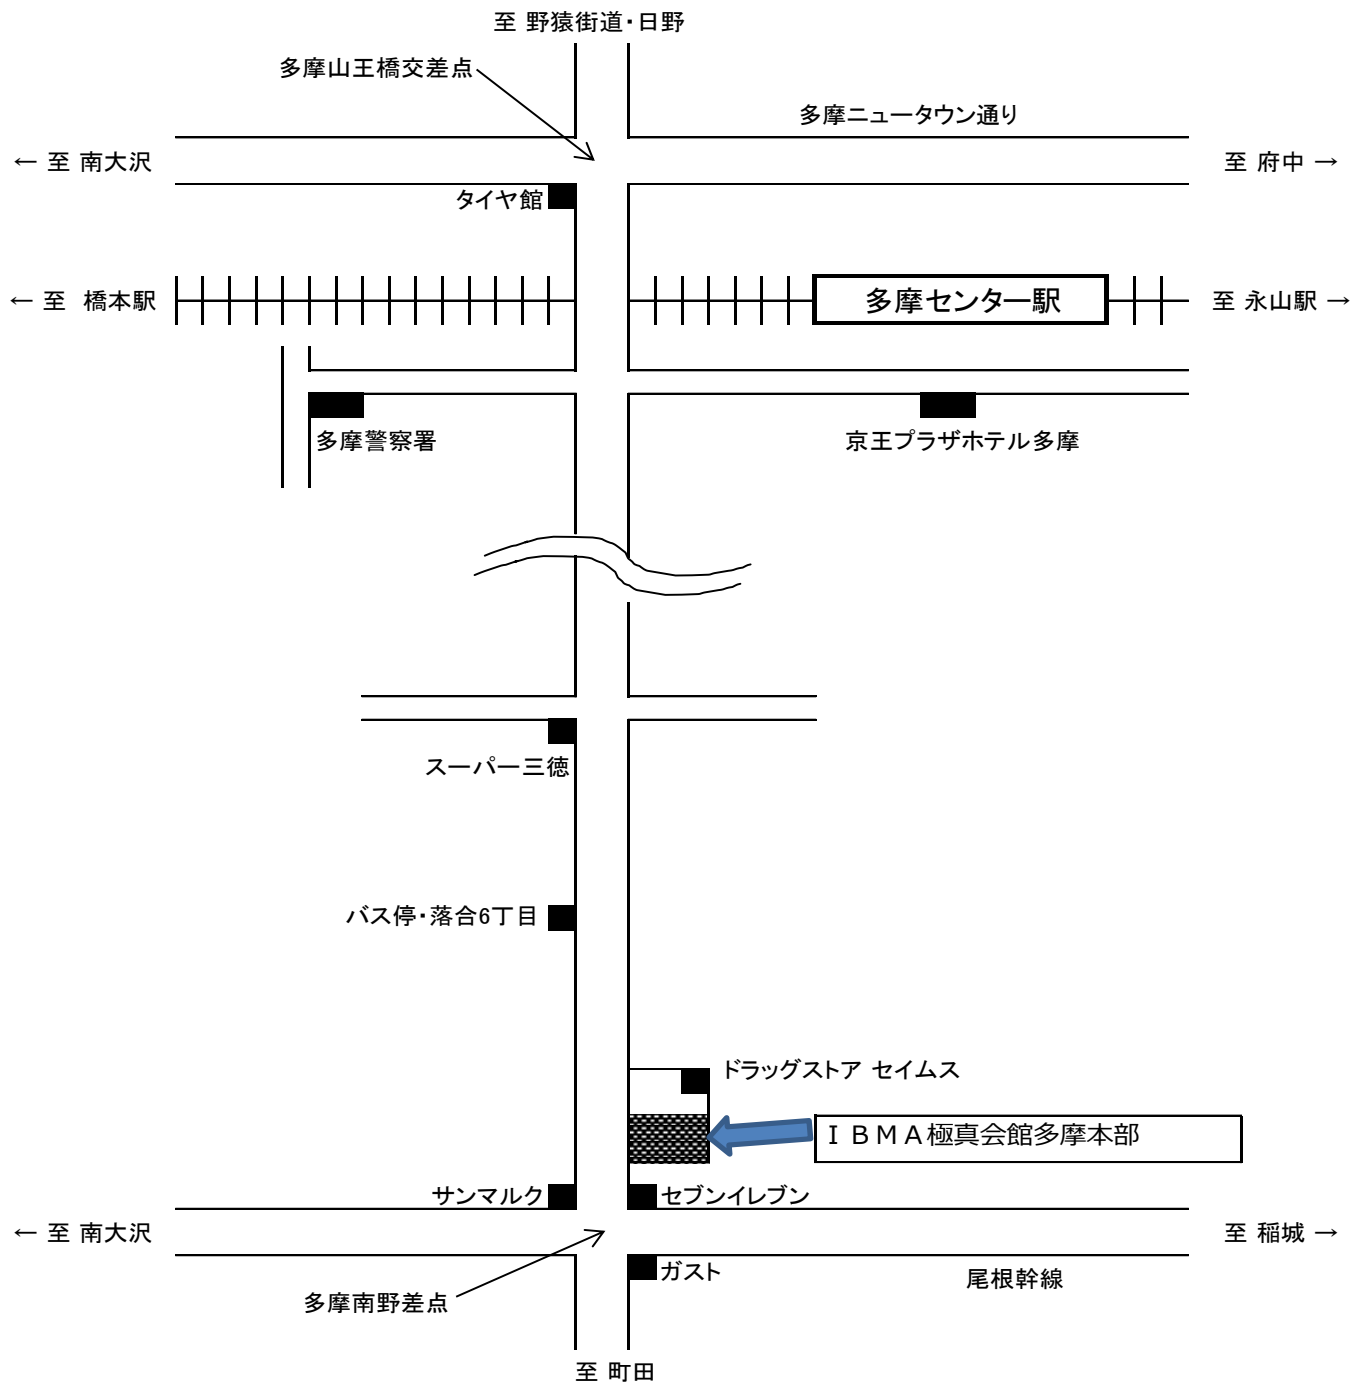 至 野猿街道・日野
多摩山王橋交差点
多摩ニュータウン通り
← 至 南大沢
至 府中 →
タイヤ館
← 至 橋本駅
多摩センター駅
至 永山駅 →
多摩警察署
京王プラザホテル多摩
スーパー三徳
バス停・落合6丁目
ドラッグストア セイムス
ＩＢＭＡ極真会館多摩本部
サンマルク
セブンイレブン
← 至 南大沢
至 稲城 →
ガスト
尾根幹線
多摩南野差点
至 町田